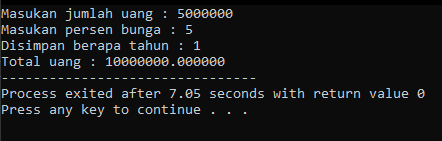 Masukan jumlah uang : 5000000
Masukan persen bunga : 5
Disimpan berapa tahun : 1
Total uang : 10000000.000000
--------------------------------
Process exited after 7.05 seconds with return value 0
Press any key to continue . . .